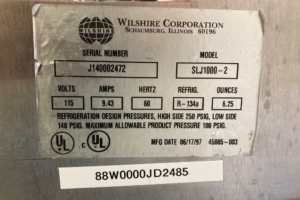 WILSHIRE CORPORATION
SCHAUMBURG, ILLINOIS 60196
SERIAL NUMBER MODEL
J140002472 SLJ1000-2
VOLTS AMPS HERTZ REFRIG. OUNCES
115 9.43 60 R-134a 6.25
REFRIGERATION DESIGN PRESSURES, HIGH SIDE 250 PSIG, LOW SIDE
140 PSIG. MAXIMUM ALLOWABLE PRODUCT PRESSURE 100 PSIG.
MFG DATE 06/17/97 45005-003
88W0000JD2485